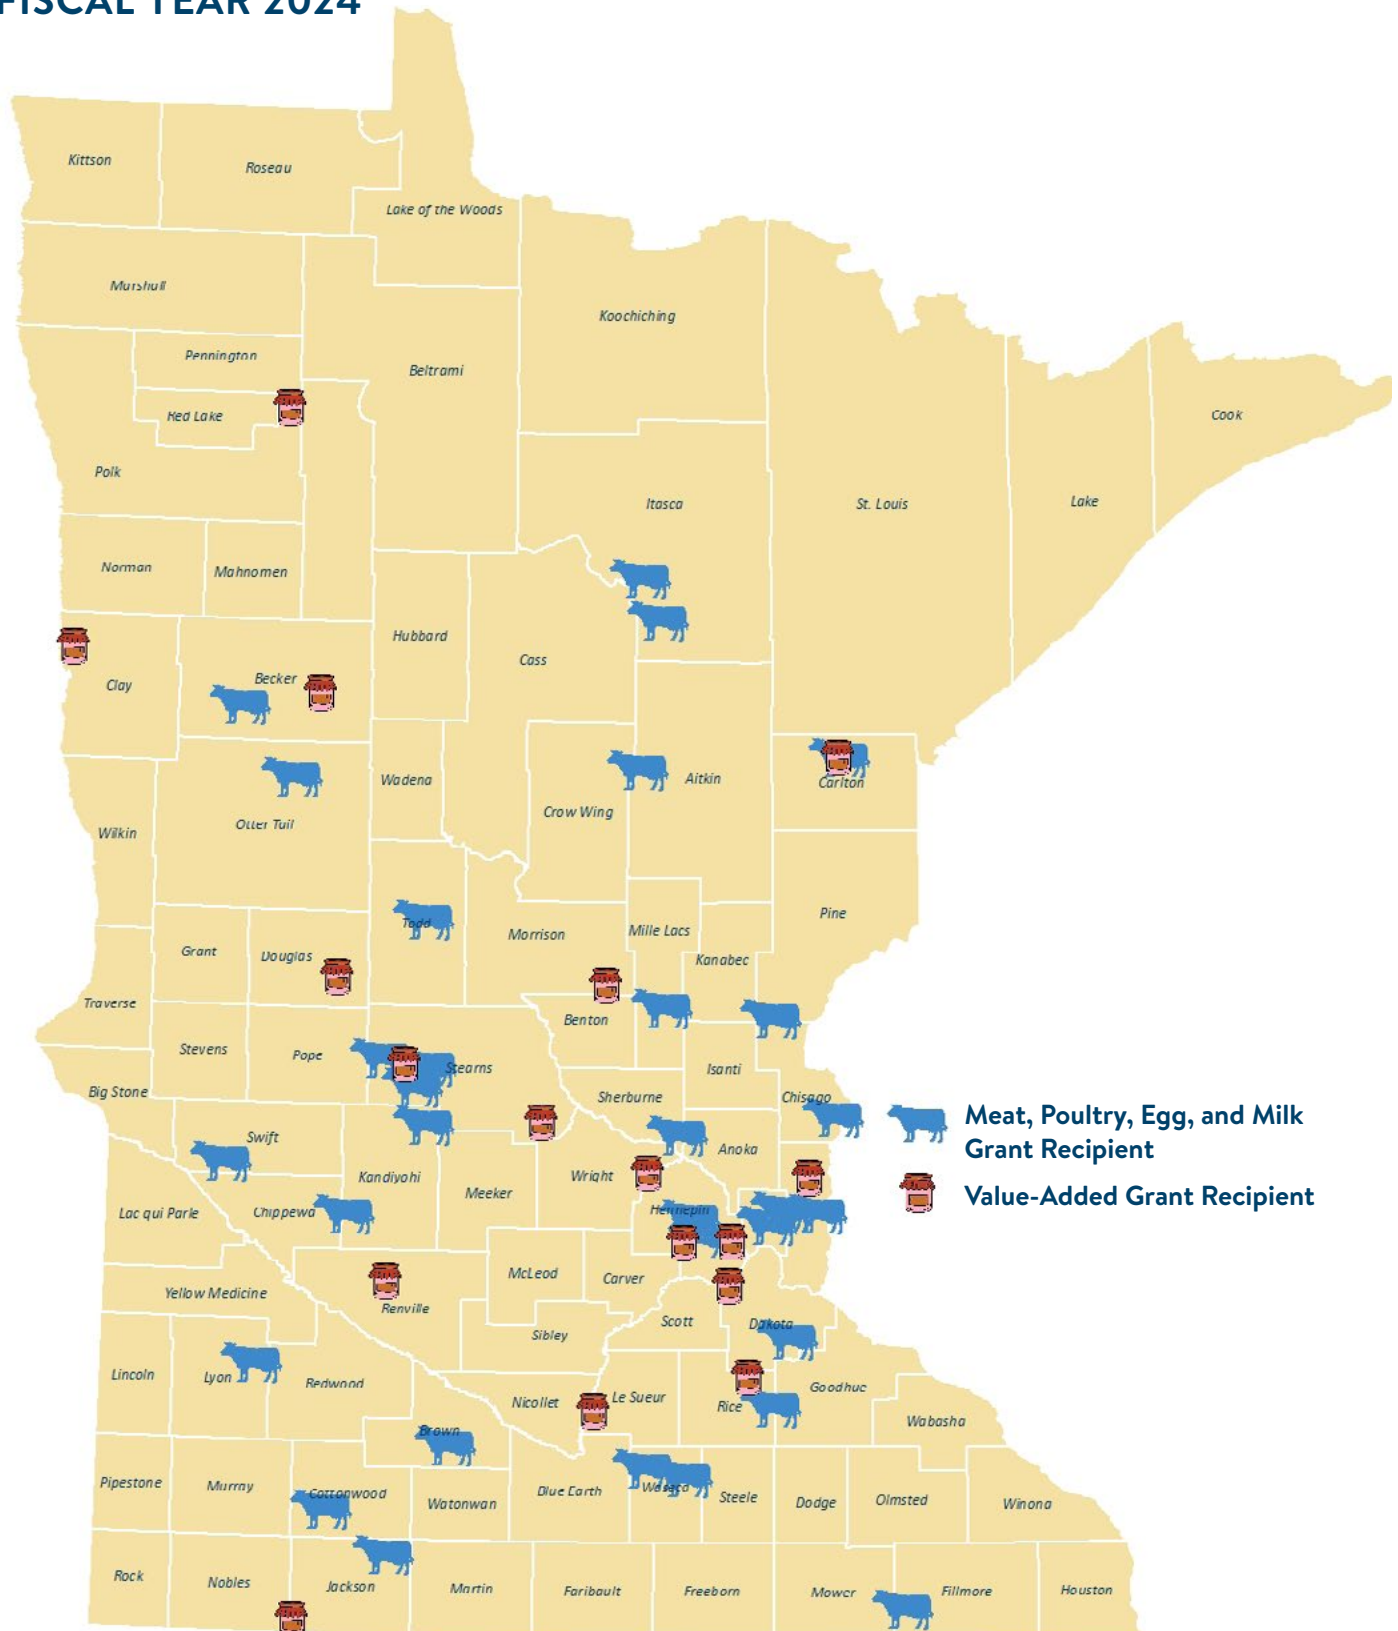 FISCAL YEAR 2024
Kittson
Roseau
Lake of the Woods
Marshall
Koochiching
Pennington
Beltrami
Red Lake
Cook
Polk
Itasca
St. Louis
Lake
Norman
Mahnomen
Hubbard
Cass
Clay
Becker
Wadena
Aitkin
Carlton
Crow Wing
Otter Tail
Wilkin
Todd
Morrison
Mille Lacs
Pine
Grant
Douglas
Kanabec
Traverse
Benton
Stevens
Pope
Stearns
Isanti
Big Stone
Sherburne
Chisago
Meat, Poultry, Egg, and Milk
Grant Recipient
Swift
Anoka
Kandiyohi
Wright
Meeker
Value-Added Grant Recipient
Lac qui Parle
Chippewa
Hennepin
McLeod
Carver
Yellow Medicine
Renville
Scott
Dakota
Sibley
Lincoln
Lyon
Redwood
Nicollet
Le Sueur
Rice
Goodhue
Wabasha
Brown
Pipestone
Murray
Cottonwood
Watonwan
Blue Earth
Waseca
Steele
Dodge
Olmsted
Winona
Rock
Nobles
Jackson
Martin
Faribault
Freeborn
Mower
Fillmore
Houston